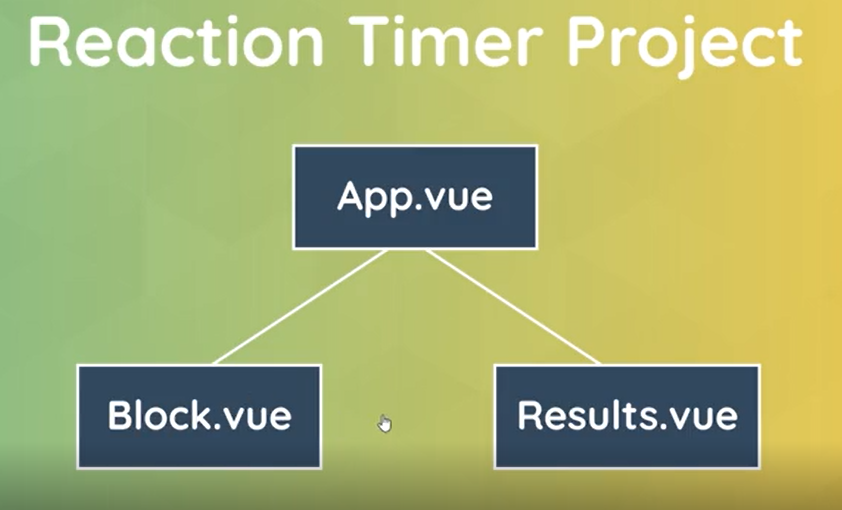 Reaction Timer Project
App.vue
Block.vue
Results.vue